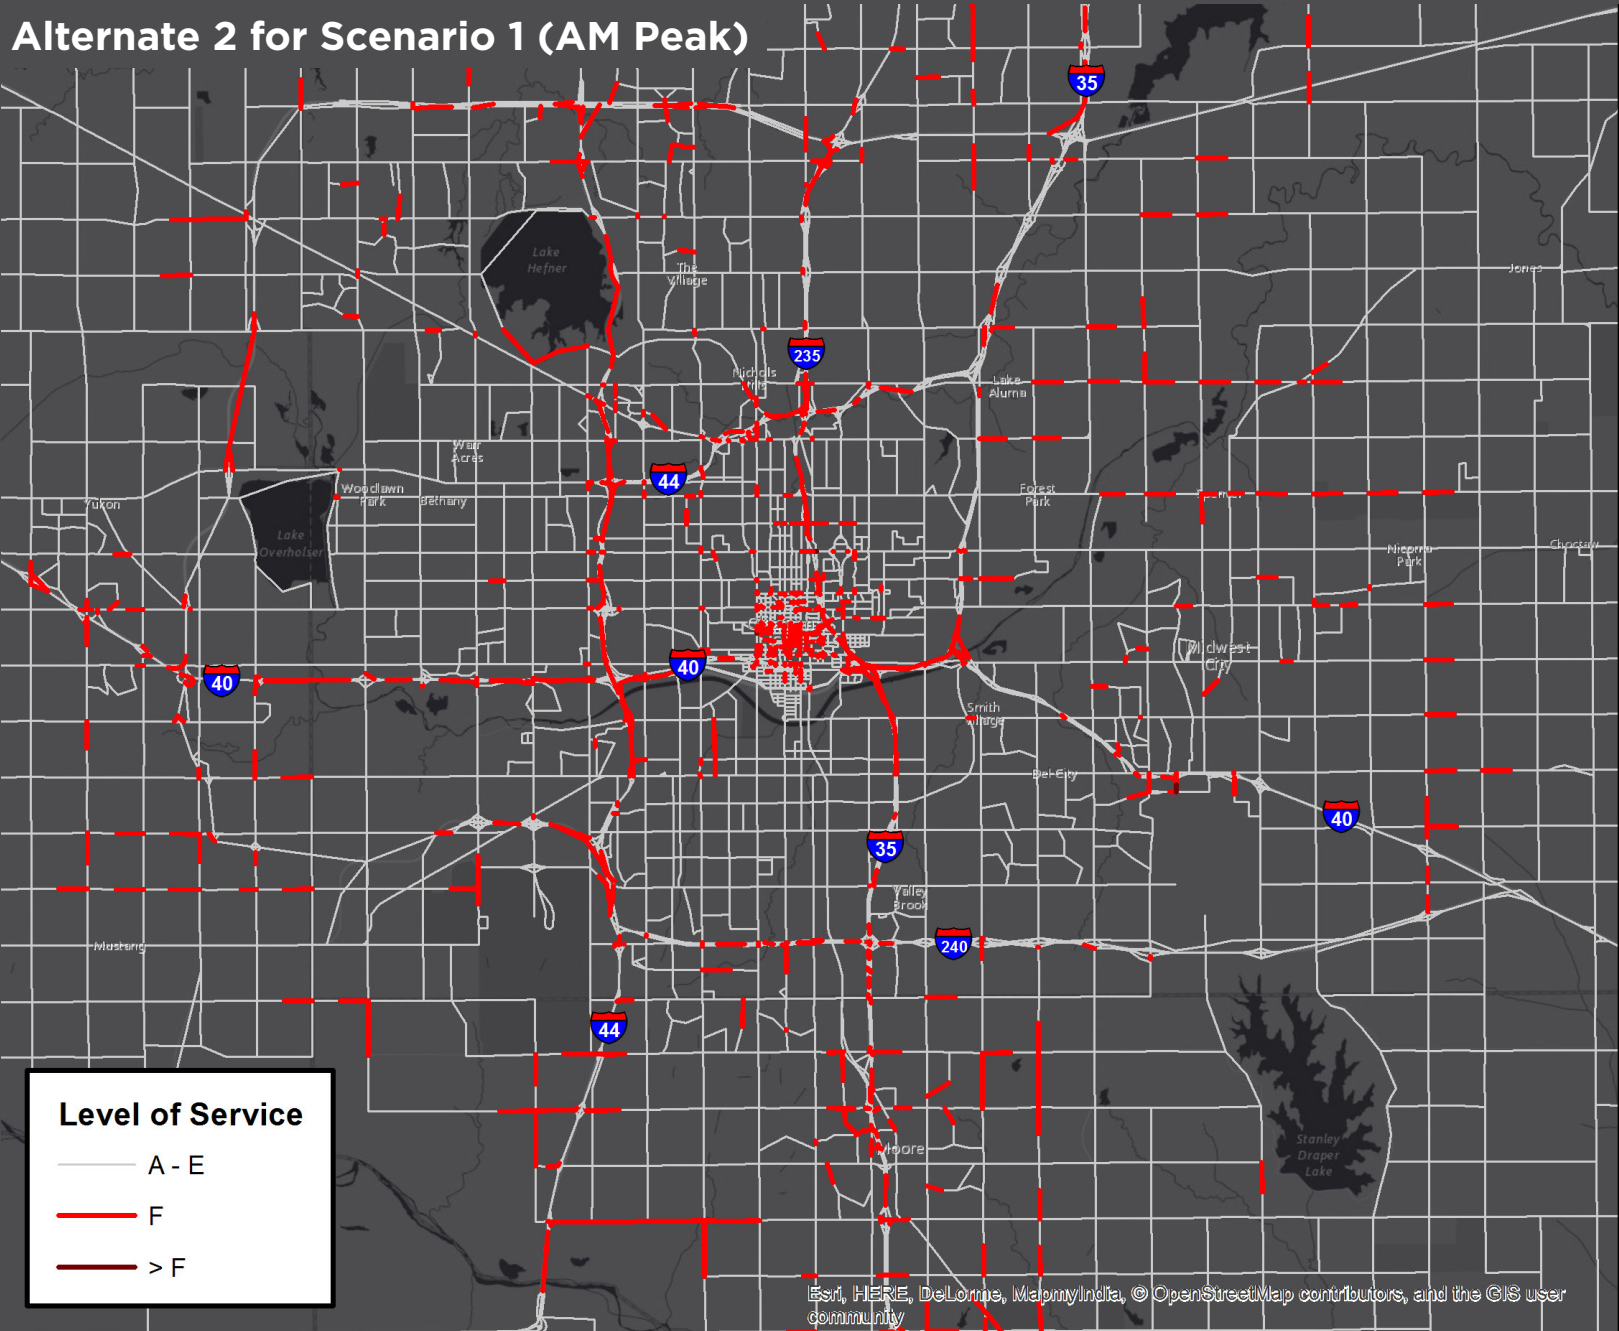 Alternate 2 for Scenario 1 (AM Peak)
35
Lake
Hefner
The
Village
Jones
235
Nichols
Hills
Lake
Aluma
Warr
Acres
44
Woodlawn
Park
Bethany
Yukon
Forest
Park
Spencer
Lake
Overholser
Nicoma
Park
Choctaw
Midwest
City
40
40
Smith
Village
Del City
40
35
Valley
Brook
Mustang
240
44
Moore
Stanley
Draper
Lake
Level of Service
A - E
F
> F
Esri, HERE, DeLorme, MapmyIndia, © OpenStreetMap contributors, and the GIS user
community